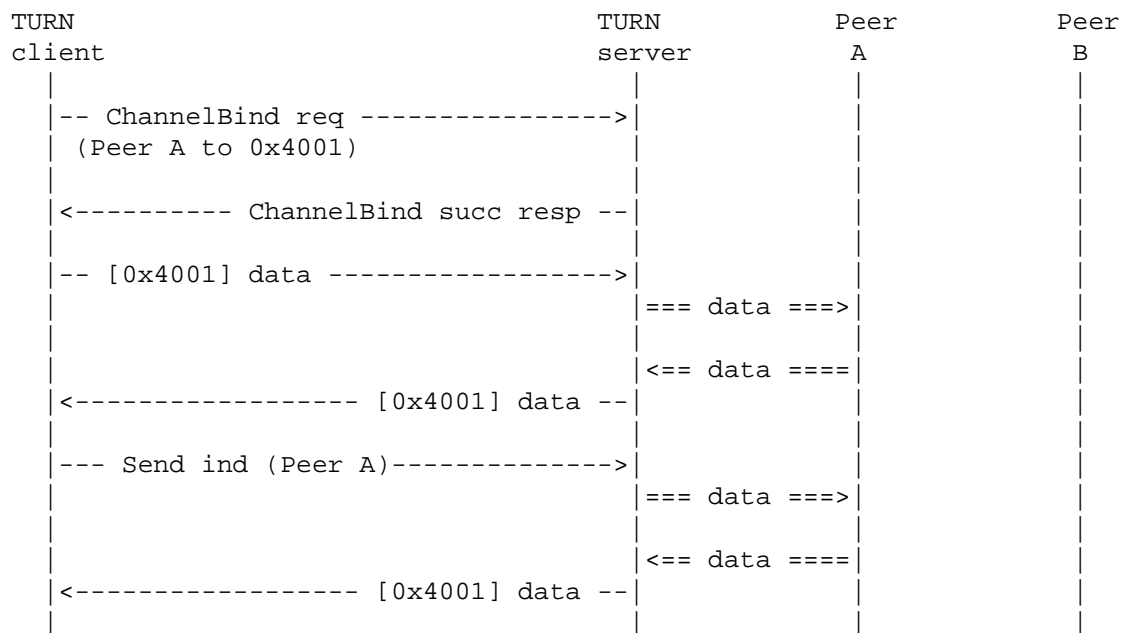 TURN TURN Peer Peer
client server A B
-- ChannelBind req ---------------->
(Peer A to 0x4001)
<---------- ChannelBind succ resp --
-- [0x4001] data ------------------>
=== data ===>
<== data ====
<------------------ [0x4001] data --
--- Send ind (Peer A)-------------->
=== data ===>
<== data ====
<------------------ [0x4001] data --